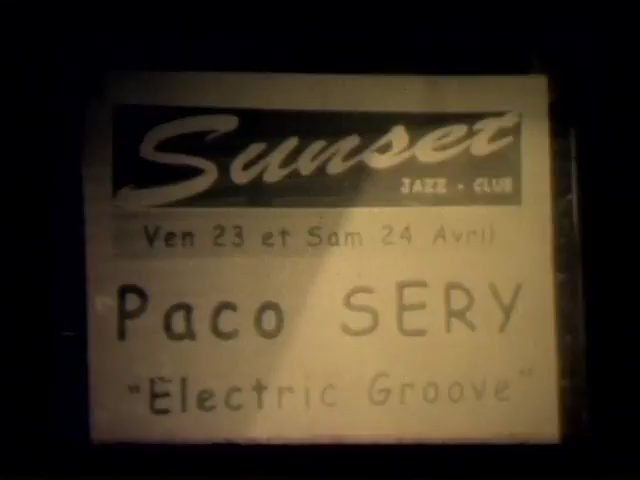 Sunset
JAZZ - CLUB
Ven 23 et Sam 24 Avril
Paco SERY
"Electric Groove"